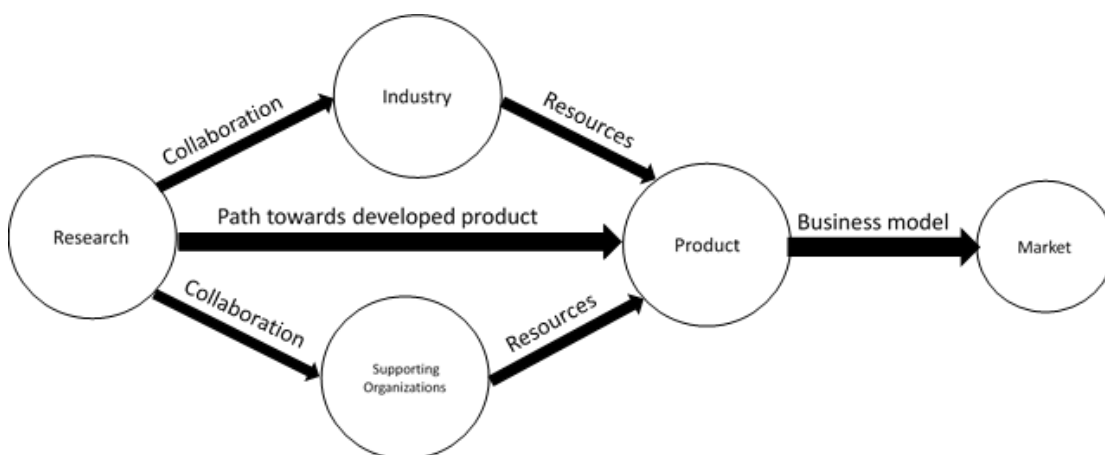 Industry
Collaboration
Resources
Research
Path towards developed product
Product
Business model
Market
Collaboration
Resources
Supporting
Organizations